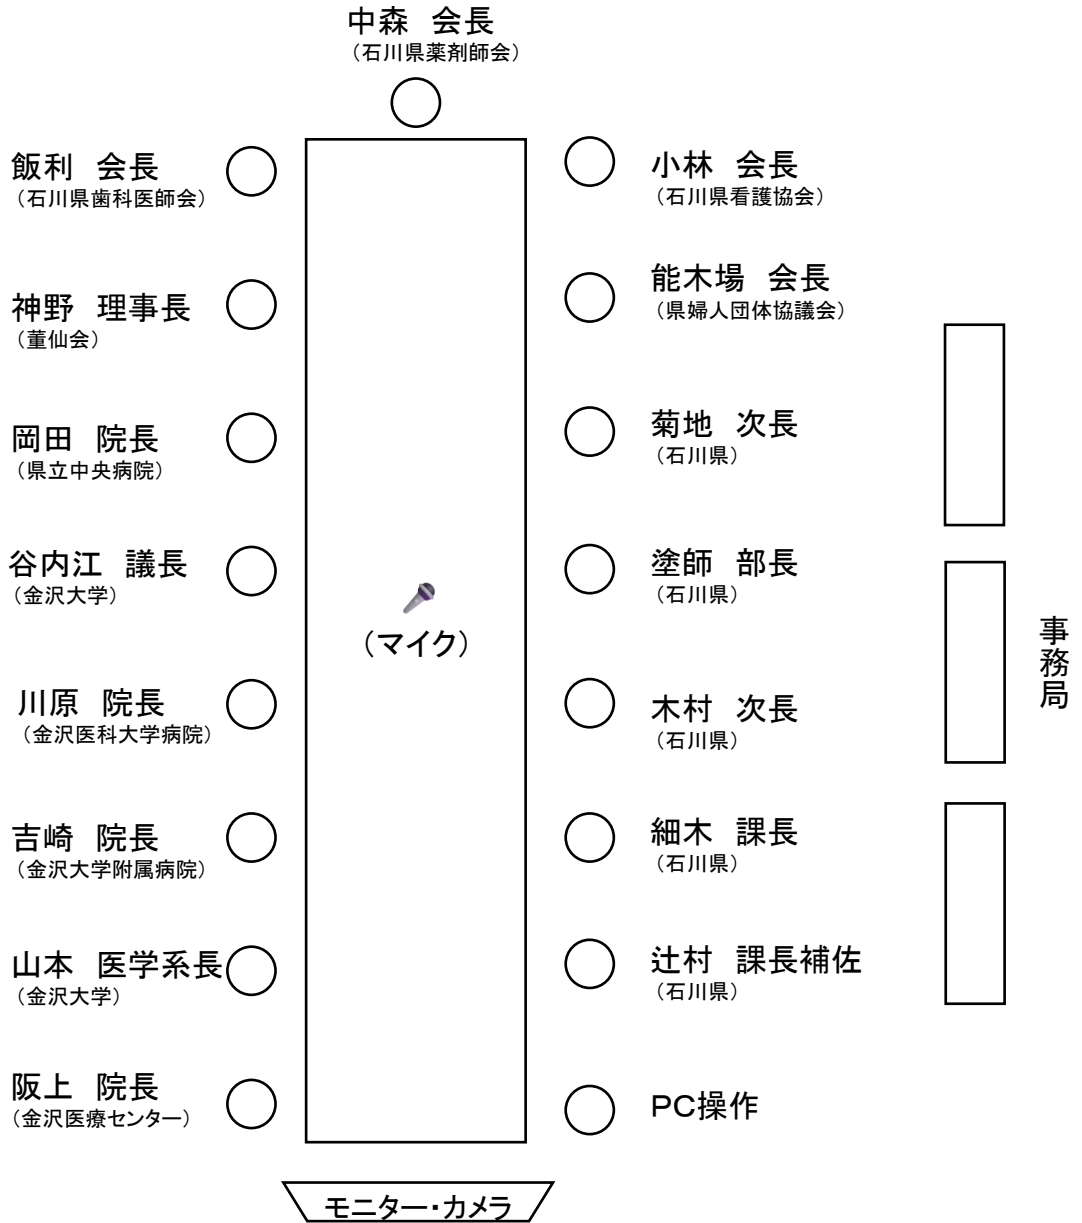 中森　会長
（石川県薬剤師会）
飯利　会長
（石川県歯科医師会）
神野　理事長
（董仙会）
岡田　院長
（県立中央病院）
谷内江　議長
（金沢大学）
川原　院長
（金沢医科大学病院）
吉崎　院長
（金沢大学附属病院）
山本　医学系長
（金沢大学）
阪上　院長
（金沢医療センター）
（マイク）
小林　会長
（石川県看護協会）
能木場　会長
（県婦人団体協議会）
菊地　次長
（石川県）
塗師　部長
（石川県）
木村　次長
（石川県）
細木　課長
（石川県）
辻村　課長補佐
（石川県）
PC操作
事務局
モニター・カメラ